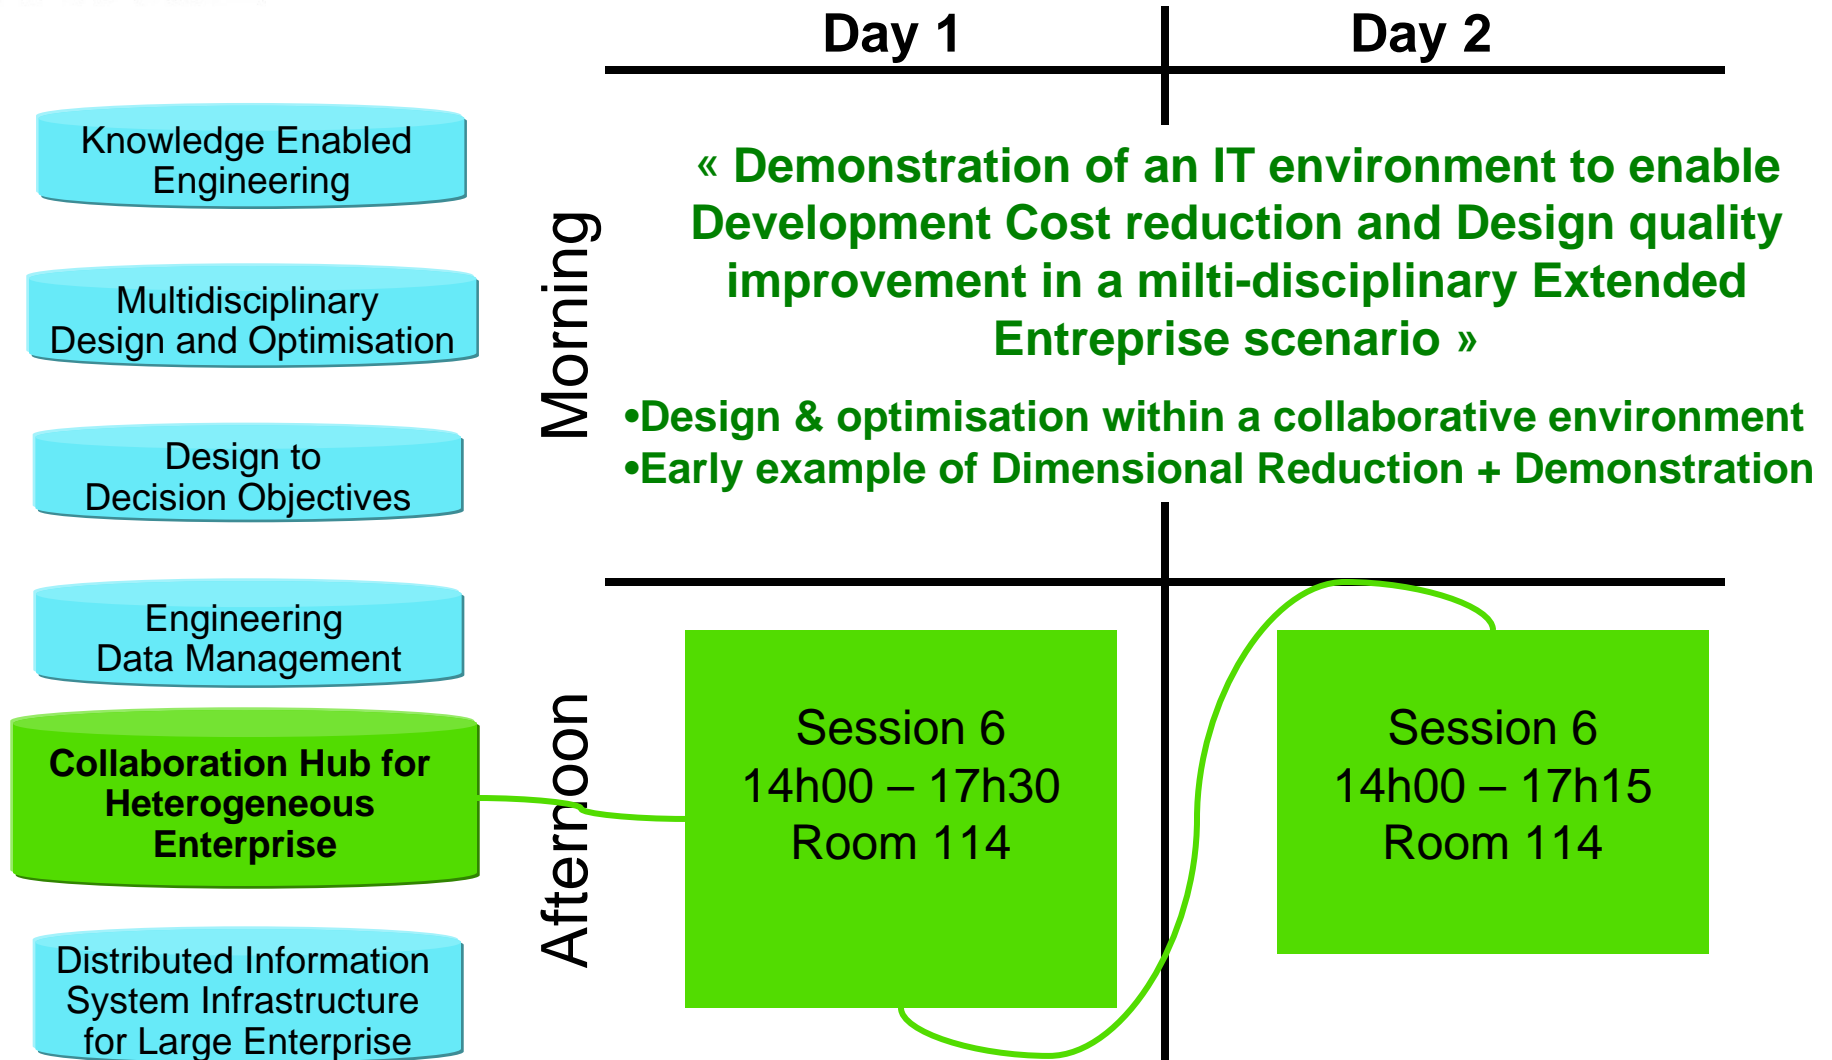 Day 1
Day 2
Knowledge Enabled
Engineering
Multidisciplinary
Design and Optimisation
Design to
Decision Objectives
Engineering
Data Management
Collaboration Hub for
Heterogeneous
Enterprise
Distributed Information
System Infrastructure
for Large Enterprise
Morning
« Demonstration of an IT environment to enable
Development Cost reduction and Design quality
improvement in a milti-disciplinary Extended
Entreprise scenario »
•Design & optimisation within a collaborative environment
•Early example of Dimensional Reduction + Demonstration
Afternoon
Session 6
14h00 – 17h30
Room 114
Session 6
14h00 – 17h15
Room 114